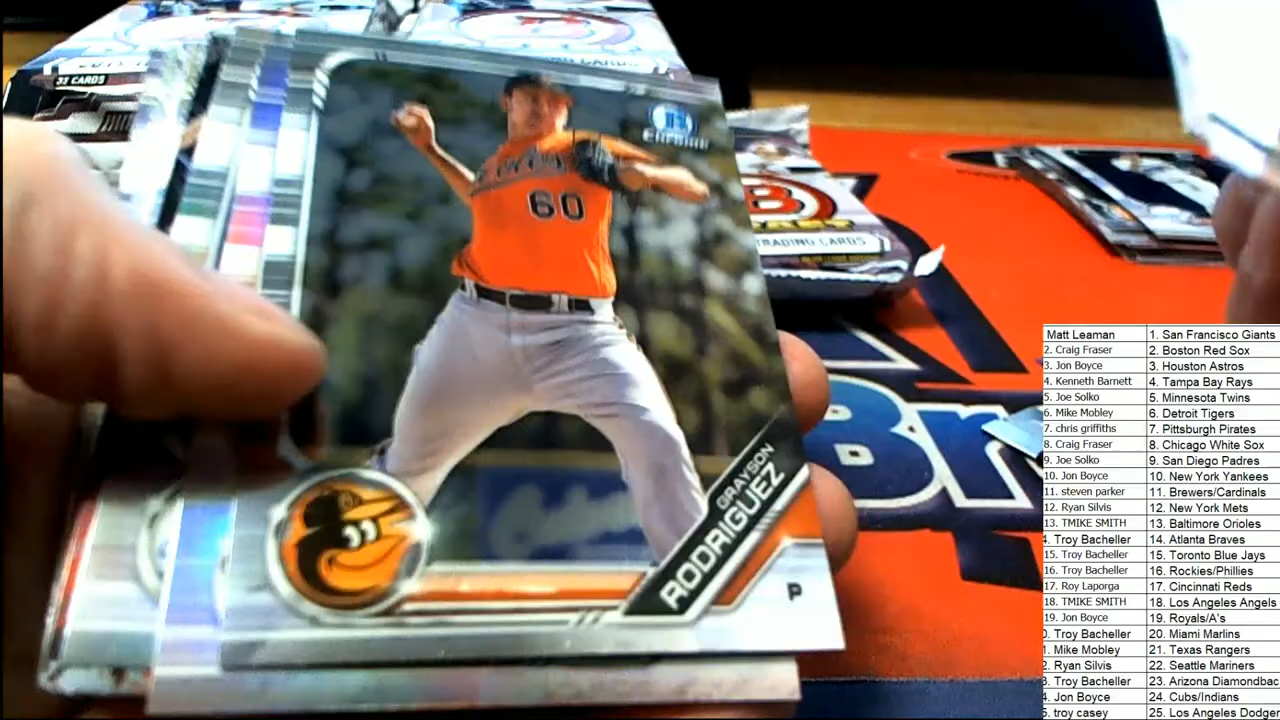 33 CARDS
B
CHROME
60
GRAYSON
RODRIGUEZ
P
B
TRADING CARDS
Br
Matt Leaman 1. San Francisco Giants
2. Craig Fraser 2. Boston Red Sox
3. Jon Boyce 3. Houston Astros
4. Kenneth Barnett 4. Tampa Bay Rays
5. Joe Solko 5. Minnesota Twins
6. Mike Mobley 6. Detroit Tigers
7. chris griffiths 7. Pittsburgh Pirates
8. Craig Fraser 8. Chicago White Sox
9. Joe Solko 9. San Diego Padres
10. Jon Boyce 10. New York Yankees
11. steven parker 11. Brewers/Cardinals
12. Ryan Silvis 12. New York Mets
13. TMIKE SMITH 13. Baltimore Orioles
4. Troy Bacheller 14. Atlanta Braves
15. Troy Bacheller 15. Toronto Blue Jays
16. Troy Bacheller 16. Rockies/Phillies
17. Roy Laporga 17. Cincinnati Reds
18. TMIKE SMITH 18. Los Angeles Angels
19. Jon Boyce 19. Royals/A's
0. Troy Bacheller 20. Miami Marlins
1. Mike Mobley 21. Texas Rangers
2. Ryan Silvis 22. Seattle Mariners
3. Troy Bacheller 23. Arizona Diamondbac
4. Jon Boyce 24. Cubs/Indians
5. troy casey 25. Los Angeles Dodger